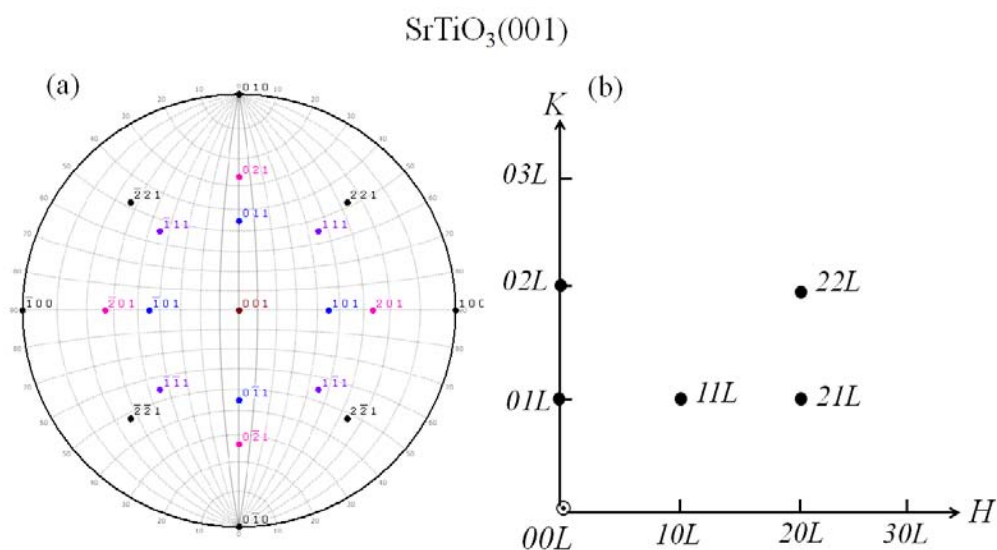 SrTiO₃(001)
(a)
010
0 2 1
2̅ 2 1
2 2 1
0 1 1
1̅ 1 1
1 1 1
1̅ 0 0
2̅ 0 1
1̅ 0 1
0 0 1
1 0 1
2 0 1
1 0 0
1̅ 1̅ 1
0 1̅ 1
1 1̅ 1
2̅ 2̅ 1
2 2̅ 1
0 2̅ 1
0 1̅ 0
(b)
K
03L
02L
22L
01L
11L
21L
00L
10L
20L
30L
H